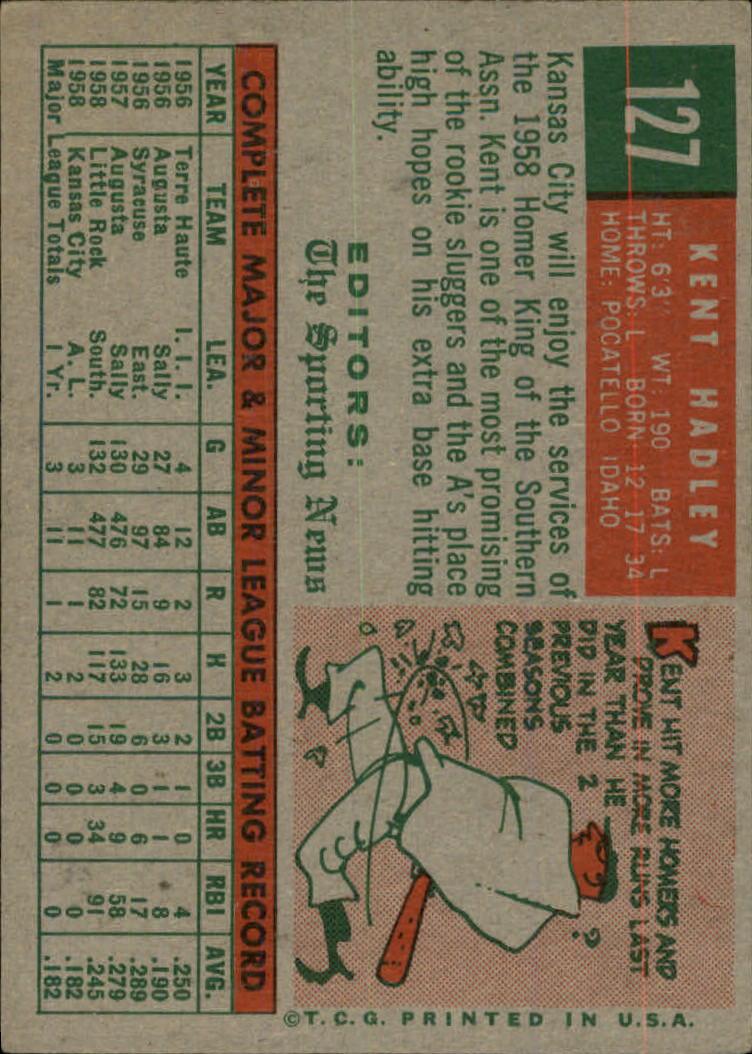 127
KENT HADLEY
HT: 6'3" WT: 190 BATS: L
THROWS: L BORN: 12 17 34
HOME: POCATELLO IDAHO
Kansas City will enjoy the services of
the 1958 Homer King of the Southern
Assn. Kent is one of the most promising
of the rookie sluggers and the A's place
high hopes on his extra base hitting
ability.
EDITORS:
The Sporting News
KENT HIT MORE HOMERS AND
DROVE IN MORE RUNS LAST
YEAR THAN HE
DID IN THE 2
PREVIOUS
SEASONS
COMBINED
COMPLETE MAJOR & MINOR LEAGUE BATTING RECORD
YEAR TEAM LEA. G AB R H 2B 3B HR RBI AVG.
1956 Terre Haute I. I. I. 4 12 2 3 2 1 0 4 .250
1956 Augusta Sally 27 84 9 16 3 1 1 8 .190
1956 Syracuse East. 29 97 15 28 6 0 6 17 .289
1957 Augusta Sally 130 476 72 133 19 4 9 58 .279
1958 Little Rock South. 132 477 82 117 15 3 34 91 .245
1958 Kansas City A. L. 3 11 1 2 0 0 0 0 .182
Major League Totals 1 Yr. 3 11 1 2 0 0 0 0 .182
©T.C.G. PRINTED IN U.S.A.